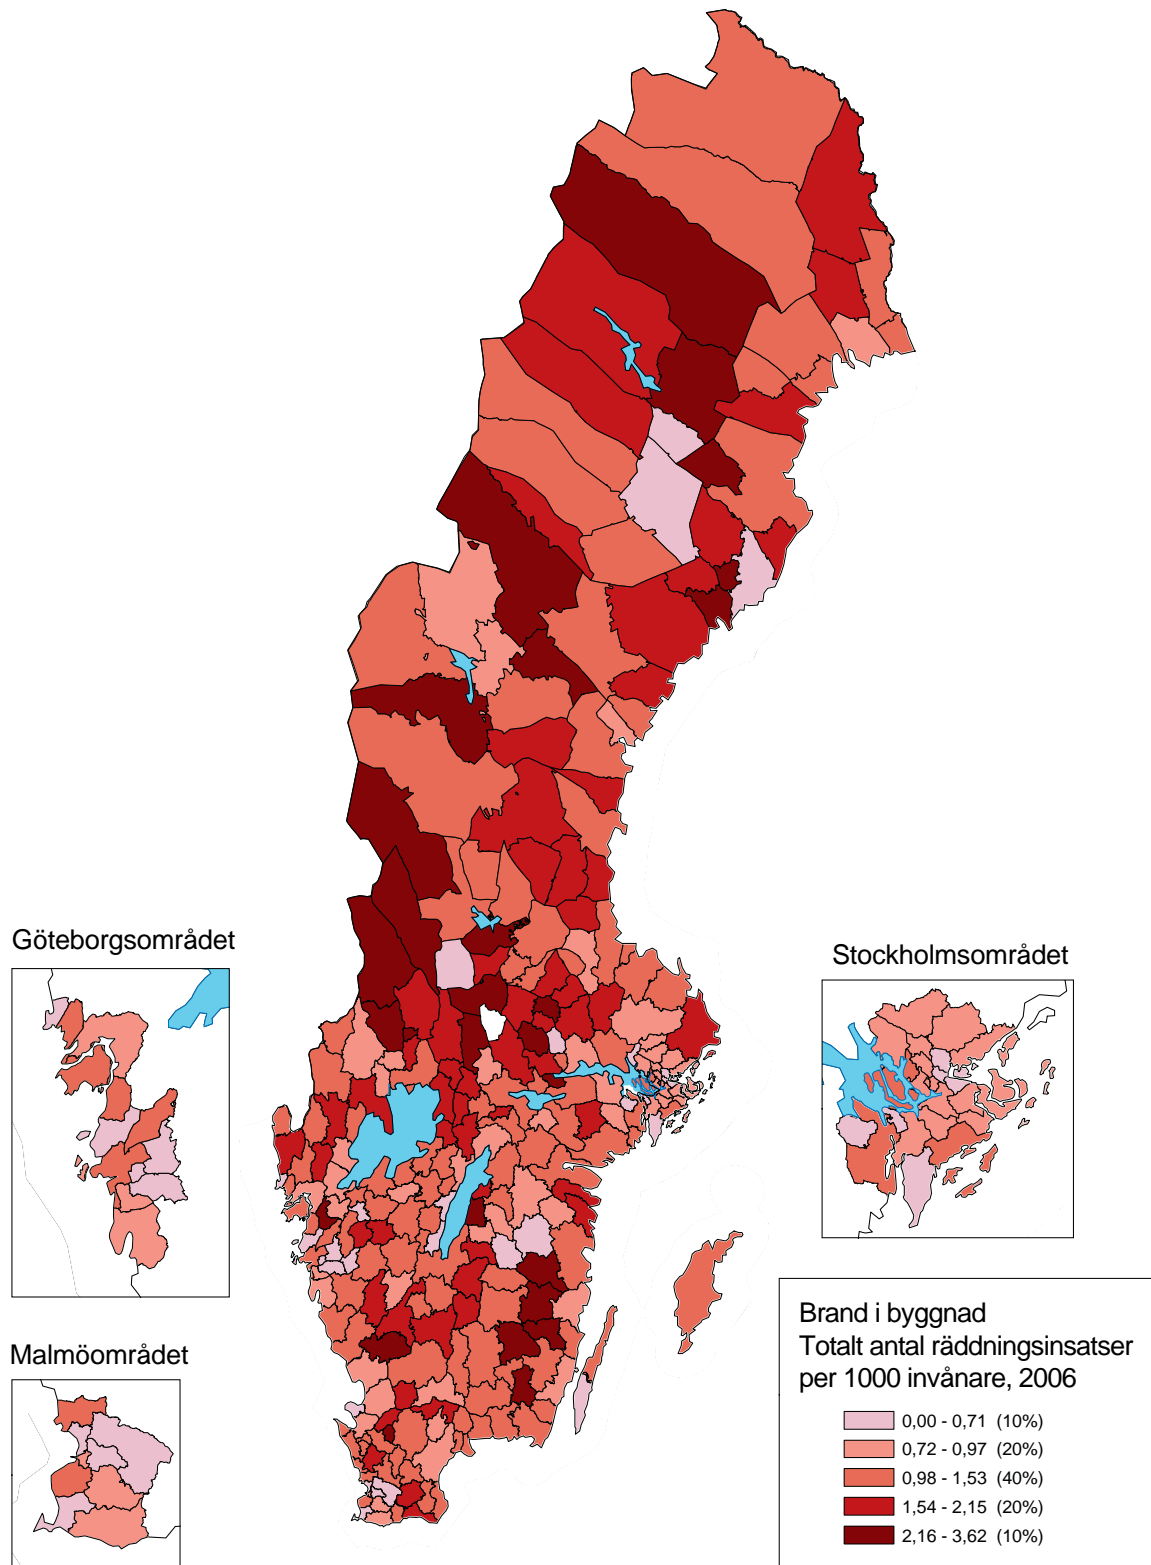 Göteborgsområdet
Stockholmsområdet
Malmöområdet
Brand i byggnad
Totalt antal räddningsinsatser
per 1000 invånare, 2006
0,00 - 0,71 (10%)
0,72 - 0,97 (20%)
0,98 - 1,53 (40%)
1,54 - 2,15 (20%)
2,16 - 3,62 (10%)